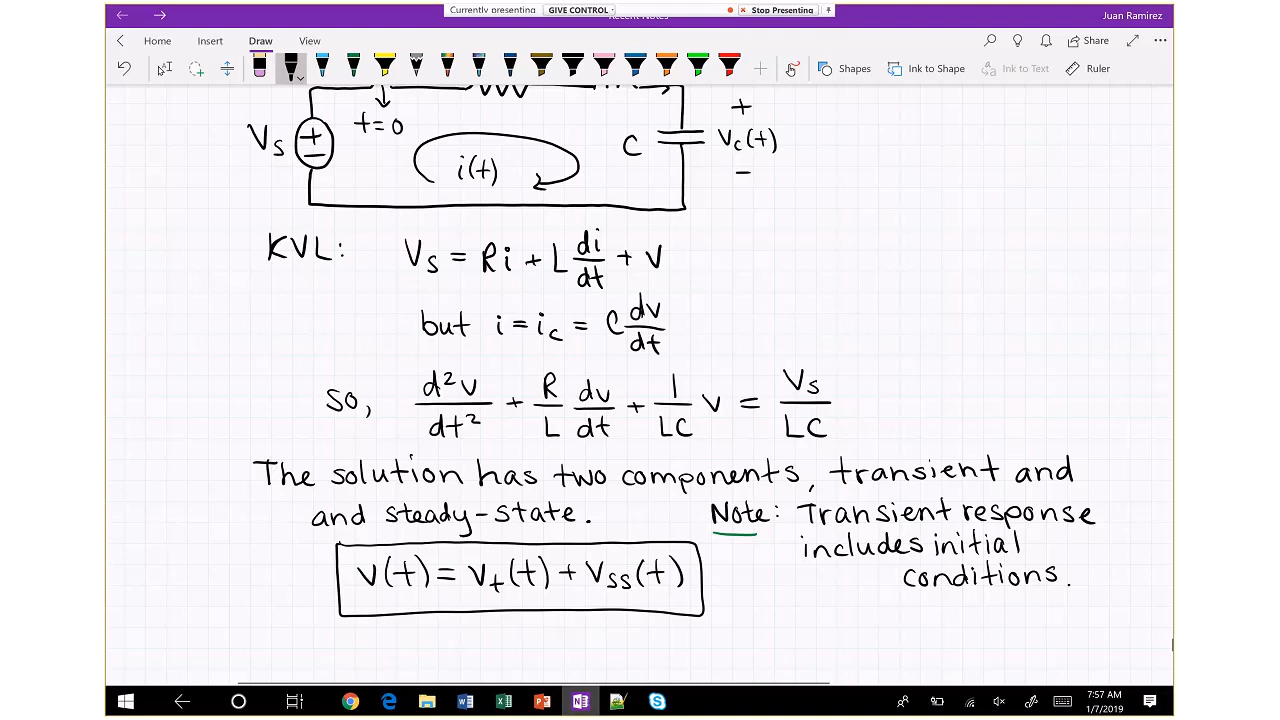 Currently presenting GIVE CONTROL Stop Presenting
Juan Ramirez
Home Insert Draw View Share
Shapes Ink to Shape Ink to Text Ruler
t=0
+
Vs + − i(t) C Vc(t)
−
KVL: Vs = Ri + L di/dt + v
but i = ic = C dv/dt
so, d²v/dt² + R/L dv/dt + 1/LC v = Vs/LC
The solution has two components, transient and
and steady-state.
Note: Transient response
includes initial
conditions.
v(t) = vt(t) + vss(t)
7:57 AM
1/7/2019